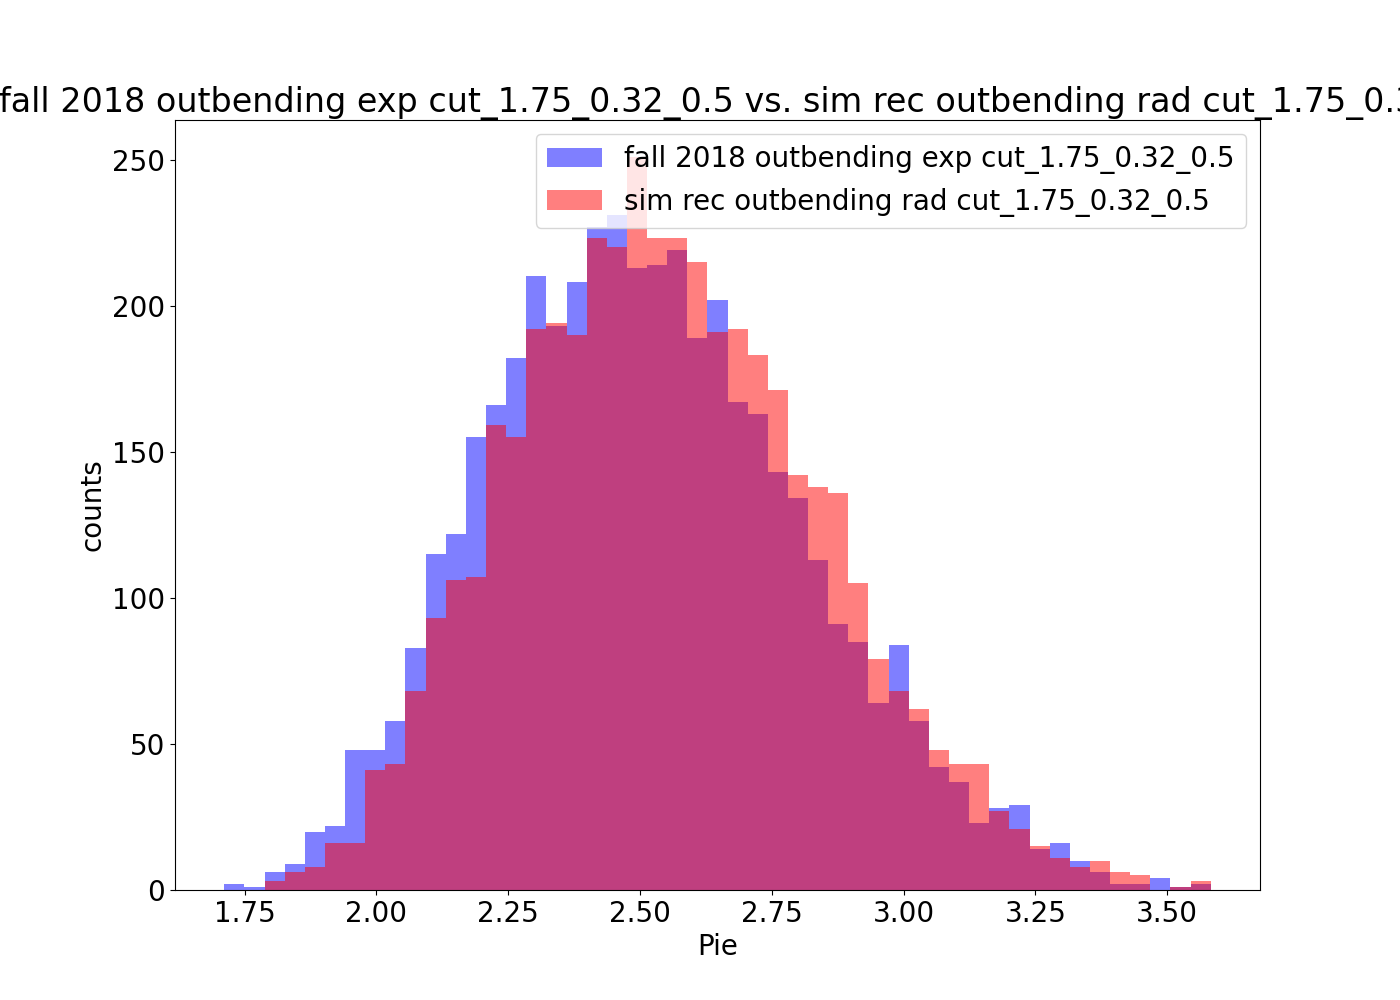 fall 2018 outbending exp cut_1.75_0.32_0.5 vs. sim rec outbending rad cut_1.75_0.3
fall 2018 outbending exp cut_1.75_0.32_0.5
sim rec outbending rad cut_1.75_0.32_0.5
250
200
150
100
50
0
counts
1.75 2.00 2.25 2.50 2.75 3.00 3.25 3.50
Pie